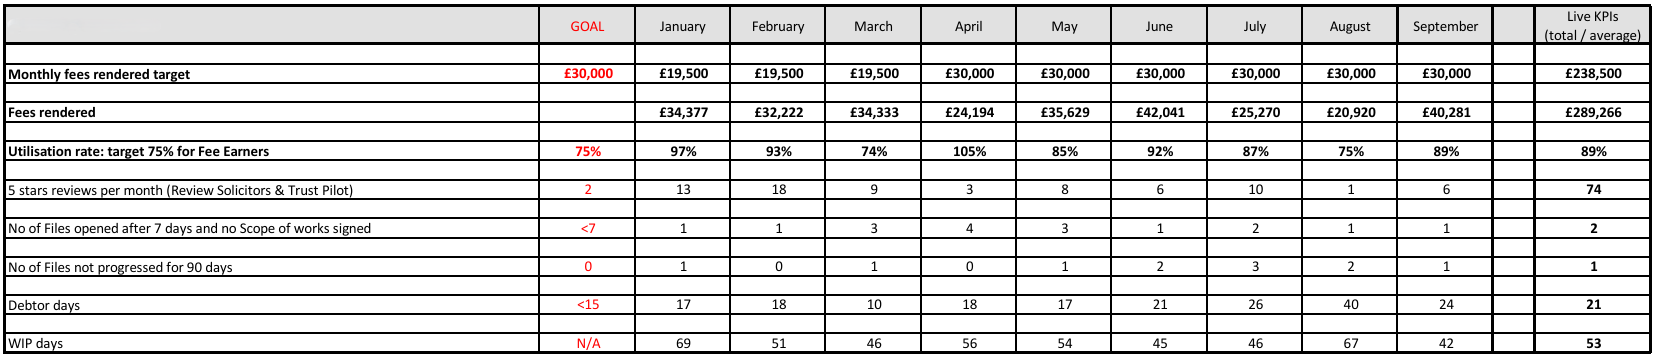 GOAL January February March April May June July August September Live KPIs
(total / average)
Monthly fees rendered target £30,000 £19,500 £19,500 £19,500 £30,000 £30,000 £30,000 £30,000 £30,000 £30,000 £238,500
Fees rendered £34,377 £32,222 £34,333 £24,194 £35,629 £42,041 £25,270 £20,920 £40,281 £289,266
Utilisation rate: target 75% for Fee Earners 75% 97% 93% 74% 105% 85% 92% 87% 75% 89% 89%
5 stars reviews per month (Review Solicitors & Trust Pilot) 2 13 18 9 3 8 6 10 1 6 74
No of Files opened after 7 days and no Scope of works signed <7 1 1 3 4 3 1 2 1 1 2
No of Files not progressed for 90 days 0 1 0 1 0 1 2 3 2 1 1
Debtor days <15 17 18 10 18 17 21 26 40 24 21
WIP days N/A 69 51 46 56 54 45 46 67 42 53